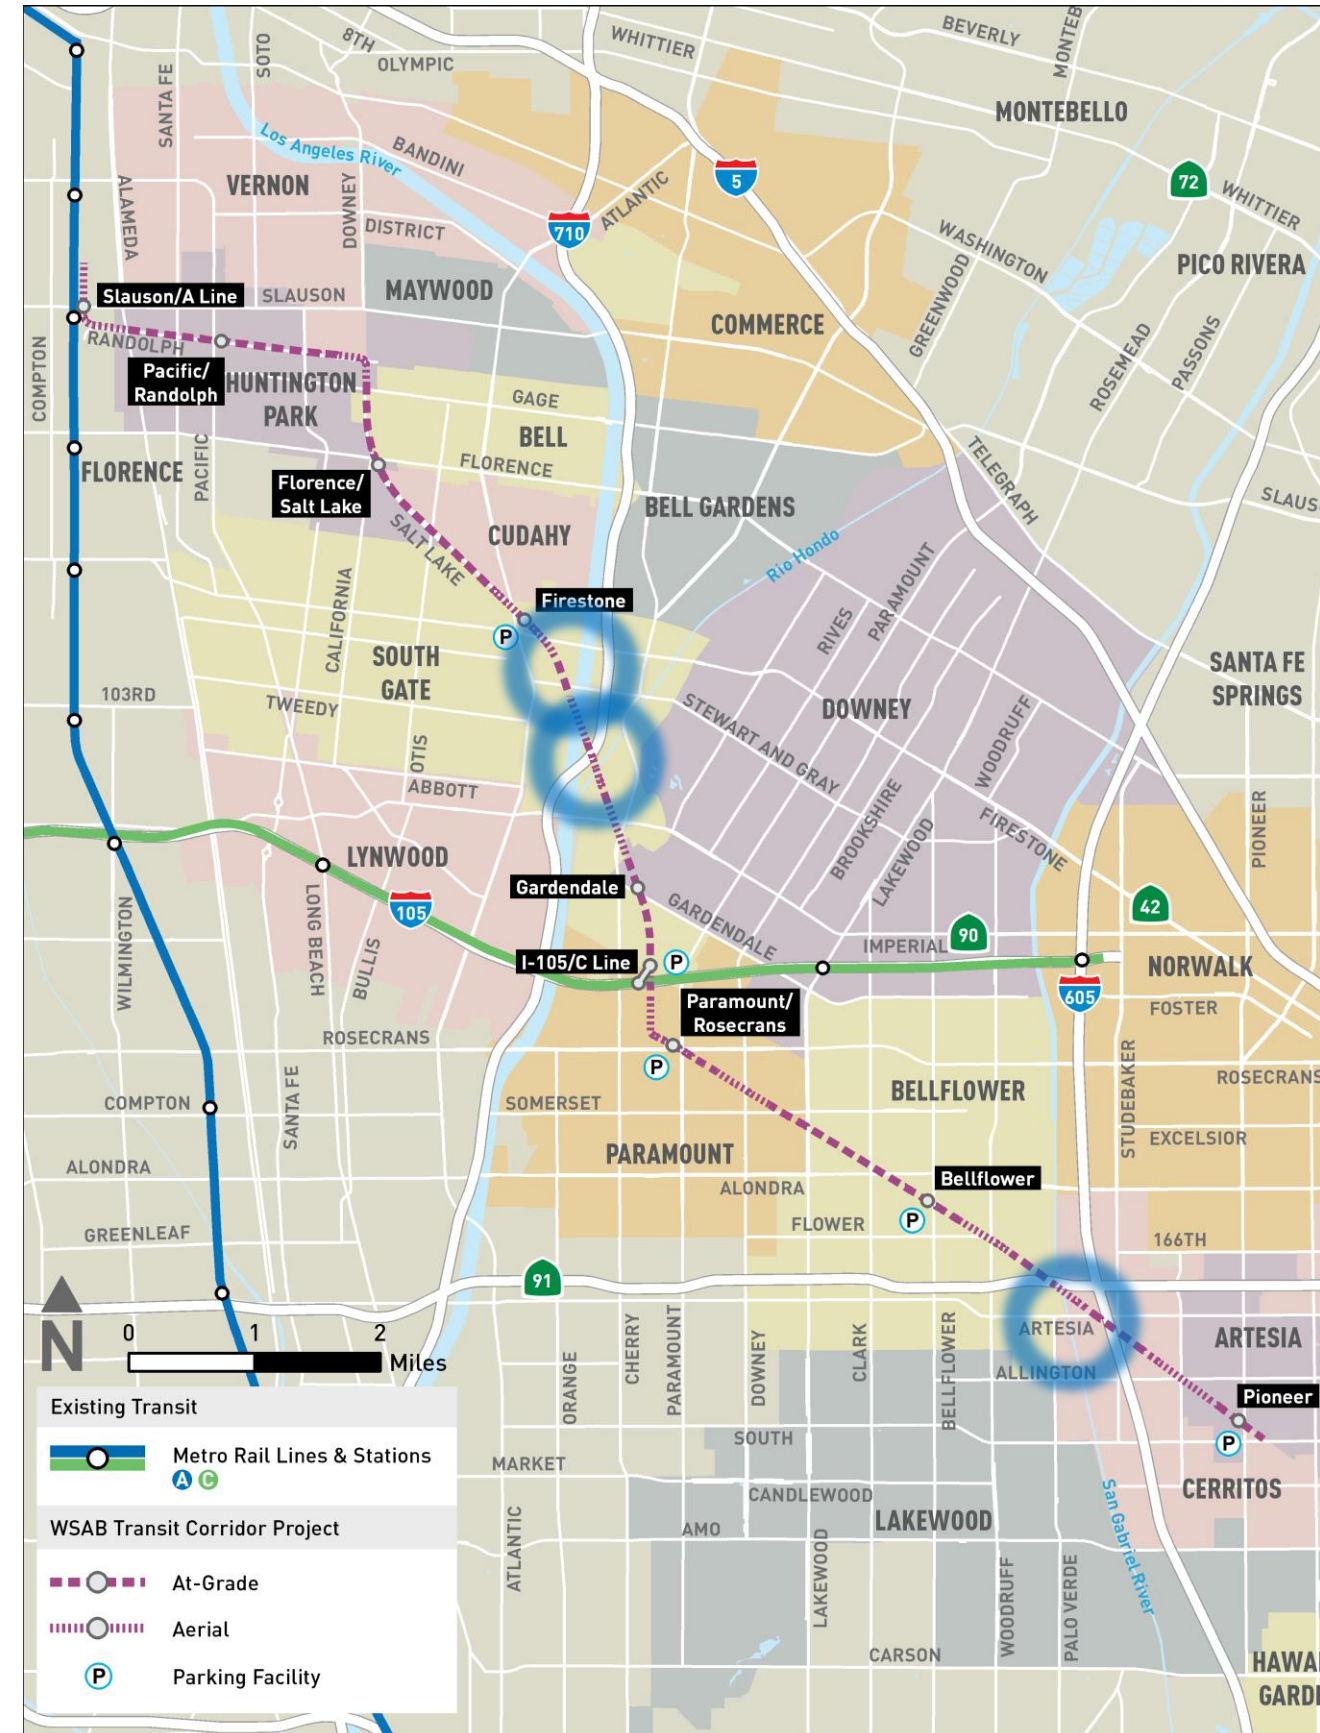 BEVERLY
MONTEB
WHITTIER
8TH
OLYMPIC
SOTO
SANTA FE
MONTEBELLO
Los Angeles River
BANDINI
5
72
WHITTIER
VERNON
ALAMEDA
DOWNEY
DISTRICT
710
ATLANTIC
WASHINGTON
PICO RIVERA
Slauson/A Line
SLAUSON
MAYWOOD
COMMERCE
GREENWOOD
ROSEMEAD
PASSONS
RANDOLPH
COMPTON
Pacific/
Randolph
HUNTINGTON
PARK
GAGE
BELL
FLORENCE
FLORENCE
PACIFIC
Florence/
Salt Lake
TELEGRAPH
SLAUS
BELL GARDENS
SALT LAKE
CUDAHY
Rio Hondo
CALIFORNIA
Firestone
P
RIVES
PARAMOUNT
SOUTH
GATE
SANTA FE
SPRINGS
103RD
TWEEDY
STEWART AND GRAY
DOWNEY
WOODRUFF
OTIS
ABBOTT
BROOKSHIRE
LAKEWOOD
FIRESTONE
PIONEER
LYNWOOD
105
Gardendale
GARDENDALE
IMPERIAL
90
42
WILMINGTON
LONG BEACH
BULLIS
I-105/C Line
P
NORWALK
605
FOSTER
Paramount/
Rosecrans
ROSECRANS
P
STUDEBAKER
ROSECRANS
BELLFLOWER
SANTA FE
COMPTON
SOMERSET
EXCELSIOR
PARAMOUNT
ALONDRA
ALONDRA
Bellflower
P
FLOWER
GREENLEAF
166TH
91
N
0 1 2
Miles
ORANGE
CHERRY
PARAMOUNT
DOWNEY
CLARK
BELLFLOWER
ARTESIA
ALLINGTON
ARTESIA
Pioneer
P
SOUTH
MARKET
CERRITOS
CANDLEWOOD
LAKEWOOD
AMO
ATLANTIC
LAKEWOOD
WOODRUFF
PALO VERDE
San Gabriel River
CARSON
HAWAI
GARDE
Existing Transit
Metro Rail Lines & Stations
A C
WSAB Transit Corridor Project
At-Grade
Aerial
P Parking Facility